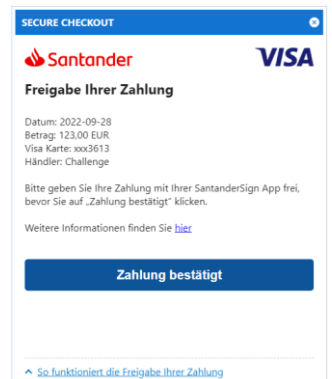 SECURE CHECKOUT
Santander VISA
Freigabe Ihrer Zahlung
Datum: 2022-09-28
Betrag: 123,00 EUR
Visa Karte: xxx3613
Händler: Challenge
Bitte geben Sie Ihre Zahlung mit Ihrer SantanderSign App frei,
bevor Sie auf „Zahlung bestätigt" klicken.
Weitere Informationen finden Sie hier
Zahlung bestätigt
So funktioniert die Freigabe Ihrer Zahlung